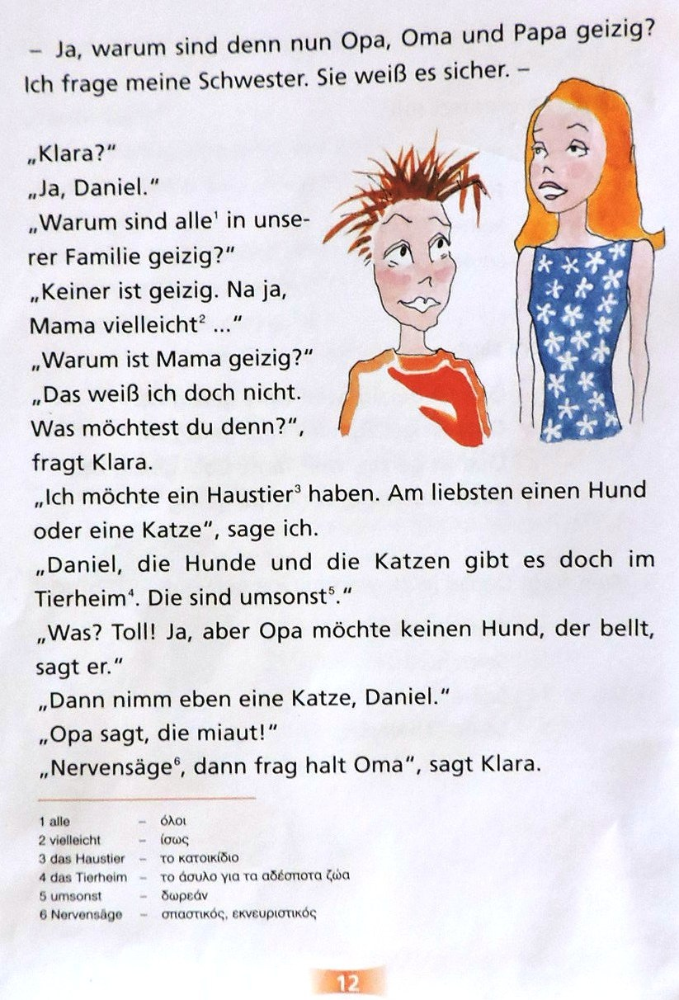 – Ja, warum sind denn nun Opa, Oma und Papa geizig?
Ich frage meine Schwester. Sie weiß es sicher. –
„Klara?“
„Ja, Daniel.“
„Warum sind alle¹ in unse-
rer Familie geizig?“
„Keiner ist geizig. Na ja,
Mama vielleicht² ...“
„Warum ist Mama geizig?“
„Das weiß ich doch nicht.
Was möchtest du denn?“,
fragt Klara.
„Ich möchte ein Haustier³ haben. Am liebsten einen Hund
oder eine Katze“, sage ich.
„Daniel, die Hunde und die Katzen gibt es doch im
Tierheim⁴. Die sind umsonst⁵.“
„Was? Toll! Ja, aber Opa möchte keinen Hund, der bellt,
sagt er.“
„Dann nimm eben eine Katze, Daniel.“
„Opa sagt, die miaut!“
„Nervensäge⁶, dann frag halt Oma“, sagt Klara.
1 alle – όλοι
2 vielleicht – ίσως
3 das Haustier – το κατοικίδιο
4 das Tierheim – το άσυλο για τα αδέσποτα ζώα
5 umsonst – δωρεάν
6 Nervensäge – σπαστικός, εκνευριστικός
12